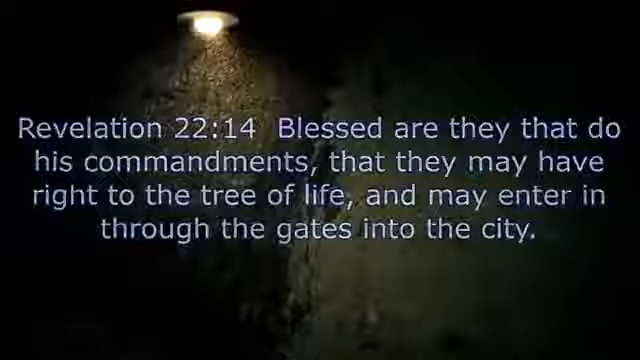 Revelation 22:14  Blessed are they that do
his commandments, that they may have
right to the tree of life, and may enter in
through the gates into the city.